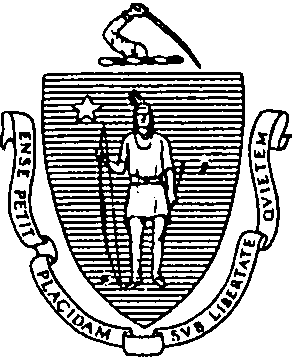 ENSE PETIT
PLACIDAM
SVB LIBERTATE
QVIETEM